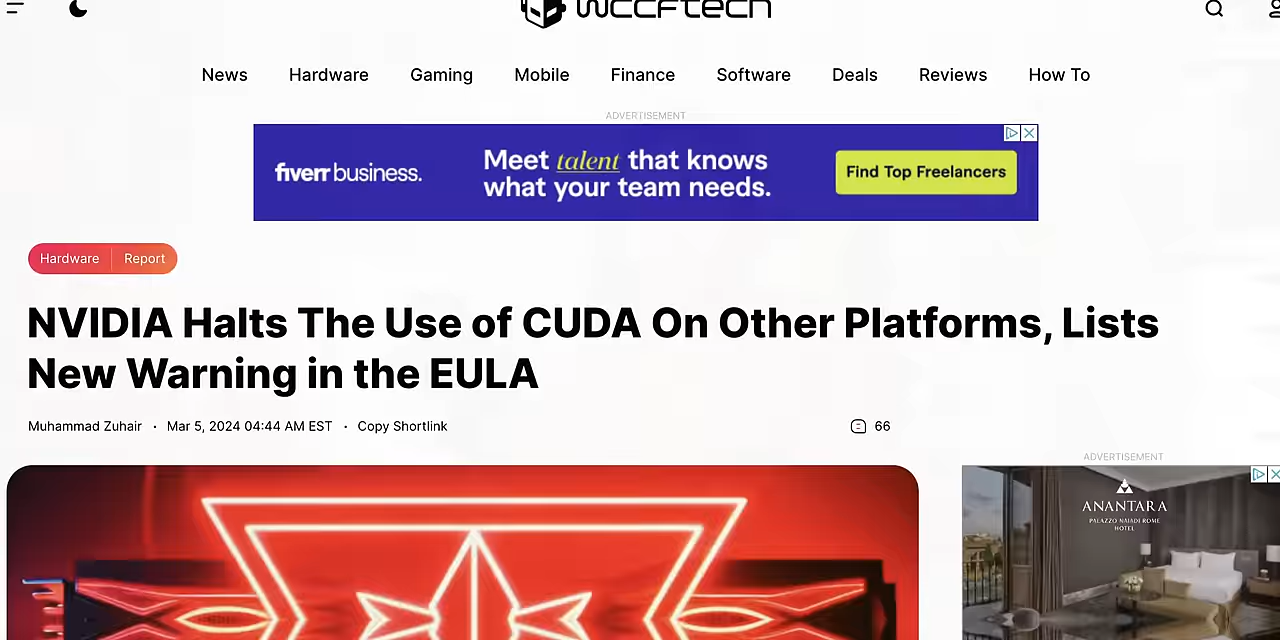 wccftech
News Hardware Gaming Mobile Finance Software Deals Reviews How To
ADVERTISEMENT
fiverr business.
Meet talent that knows
what your team needs.
Find Top Freelancers
Hardware Report
NVIDIA Halts The Use of CUDA On Other Platforms, Lists
New Warning in the EULA
Muhammad Zuhair • Mar 5, 2024 04:44 AM EST • Copy Shortlink
66
ADVERTISEMENT
ANANTARA
PALAZZO NAIADI ROME
HOTEL